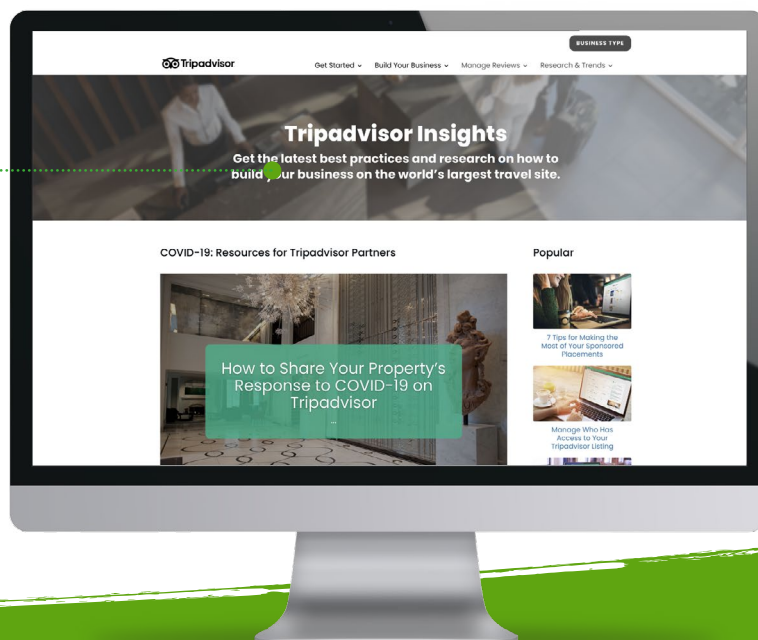 BUSINESS TYPE
Tripadvisor
Get Started
Build Your Business
Manage Reviews
Research & Trends
Tripadvisor Insights
Get the latest best practices and research on how to
build your business on the world's largest travel site.
COVID-19: Resources for Tripadvisor Partners
Popular
How to Share Your Property's
Response to COVID-19 on
Tripadvisor
...
7 Tips for Making the
Most of Your Sponsored
Placements
Manage Who Has
Access to Your
Tripadvisor Listing